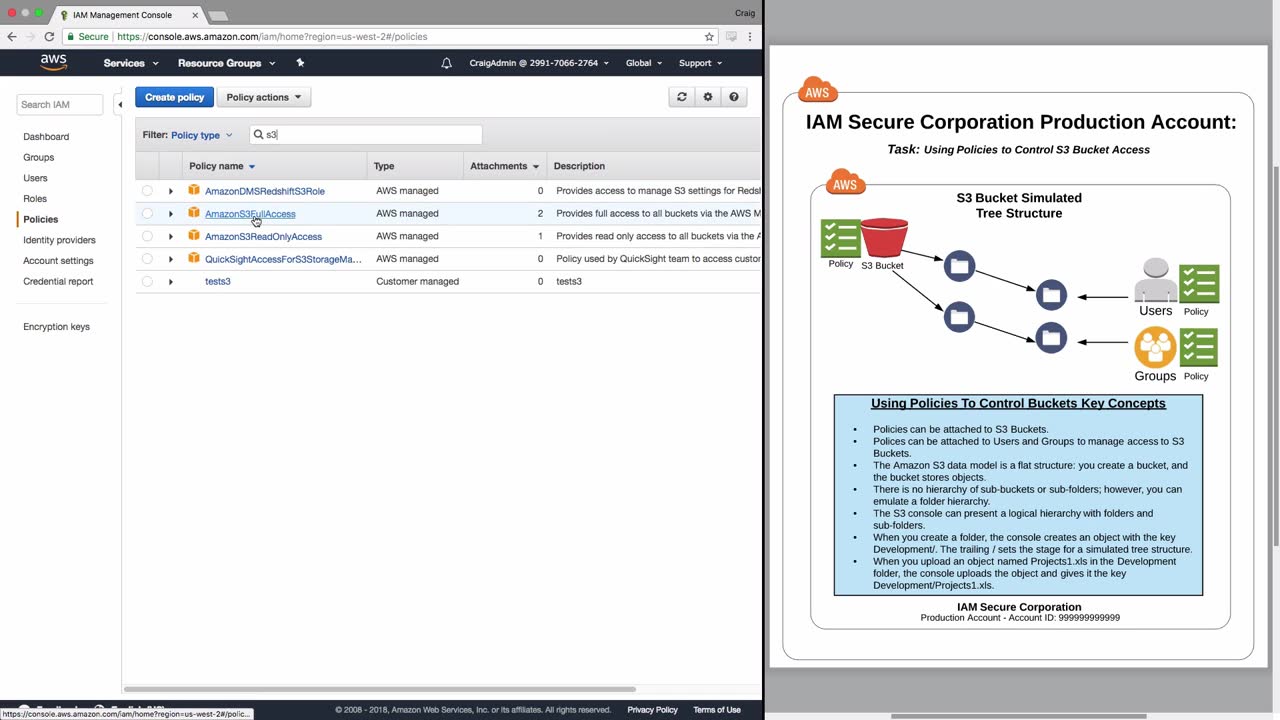 IAM Management Console
Craig
Secure
https://console.aws.amazon.com/iam/home?region=us-west-2#/policies
aws
Services
Resource Groups
CraigAdmin @ 2991-7066-2764
Global
Support
Search IAM
Dashboard
Groups
Users
Roles
Policies
Identity providers
Account settings
Credential report
Encryption keys
Create policy
Policy actions
Filter: Policy type
s3
Policy name Type Attachments Description
AmazonDMSRedshiftS3Role AWS managed 0 Provides access to manage S3 settings for Redsh
AmazonS3FullAccess AWS managed 2 Provides full access to all buckets via the AWS M
AmazonS3ReadOnlyAccess AWS managed 1 Provides read only access to all buckets via the A
QuickSightAccessForS3StorageMa... AWS managed 0 Policy used by QuickSight team to access custor
tests3 Customer managed 0 tests3
https://console.aws.amazon.com/iam/home?region=us-west-2#/polic...
© 2008 - 2018, Amazon Web Services, Inc. or its affiliates. All rights reserved.
Privacy Policy
Terms of Use
AWS
IAM Secure Corporation Production Account:
Task: Using Policies to Control S3 Bucket Access
AWS
S3 Bucket Simulated
Tree Structure
Policy
S3 Bucket
Users
Policy
Groups
Policy
Using Policies To Control Buckets Key Concepts
• Policies can be attached to S3 Buckets.
• Polices can be attached to Users and Groups to manage access to S3
Buckets.
• The Amazon S3 data model is a flat structure: you create a bucket, and
the bucket stores objects.
• There is no hierarchy of sub-buckets or sub-folders; however, you can
emulate a folder hierarchy.
• The S3 console can present a logical hierarchy with folders and
sub-folders.
• When you create a folder, the console creates an object with the key
Development/. The trailing / sets the stage for a simulated tree structure.
• When you upload an object named Projects1.xls in the Development
folder, the console uploads the object and gives it the key
Development/Projects1.xls.
IAM Secure Corporation
Production Account - Account ID: 999999999999